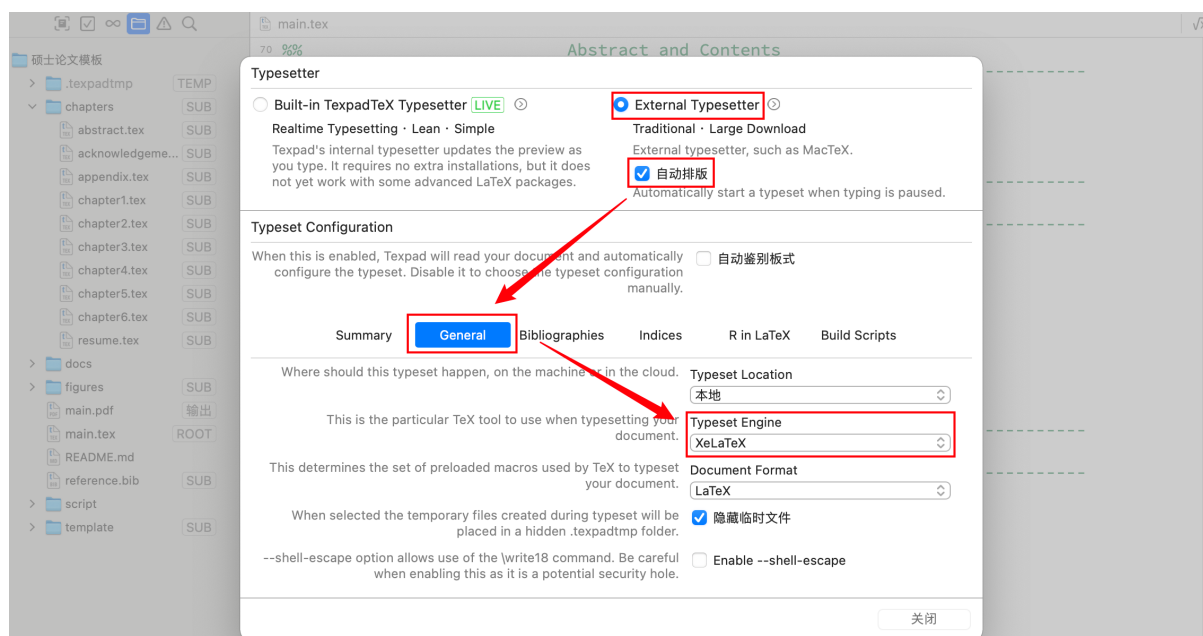 main.tex
70 %% Abstract and Contents
硕士论文模板
.texpadtmp TEMP
chapters SUB
abstract.tex SUB
acknowledgeme... SUB
appendix.tex SUB
chapter1.tex SUB
chapter2.tex SUB
chapter3.tex SUB
chapter4.tex SUB
chapter5.tex SUB
chapter6.tex SUB
resume.tex SUB
docs
figures SUB
main.pdf 输出
main.tex ROOT
README.md
reference.bib SUB
script
template SUB
Typesetter
Built-in TexpadTeX Typesetter LIVE
Realtime Typesetting · Lean · Simple
Texpad's internal typesetter updates the preview as
you type. It requires no extra installations, but it does
not yet work with some advanced LaTeX packages.
External Typesetter
Traditional · Large Download
External typesetter, such as MacTeX.
自动排版
Automatically start a typeset when typing is paused.
Typeset Configuration
When this is enabled, Texpad will read your document and automatically
configure the typeset. Disable it to choose the typeset configuration
manually.
自动鉴别板式
Summary General Bibliographies Indices R in LaTeX Build Scripts
Where should this typeset happen, on the machine or in the cloud.
Typeset Location
本地
This is the particular TeX tool to use when typesetting your
document.
Typeset Engine
XeLaTeX
This determines the set of preloaded macros used by TeX to typeset
your document.
Document Format
LaTeX
When selected the temporary files created during typeset will be
placed in a hidden .texpadtmp folder.
隐藏临时文件
--shell-escape option allows use of the \write18 command. Be careful
when enabling this as it is a potential security hole.
Enable --shell-escape
关闭